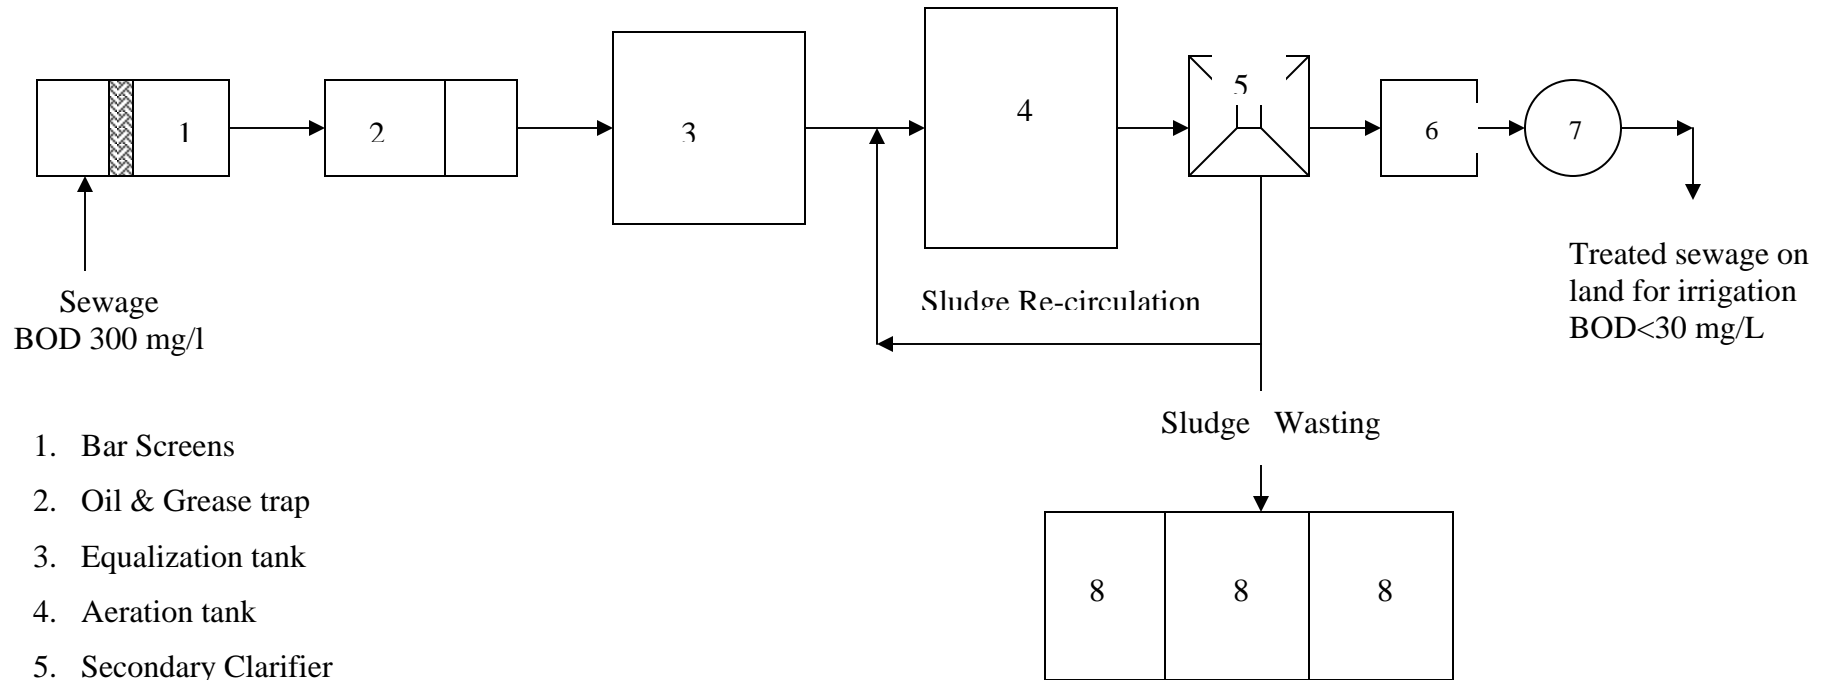 1
2
3
4
5
6
7
Sewage
BOD 300 mg/l
Sludge Re-circulation
Treated sewage on
land for irrigation
BOD<30 mg/L
Sludge Wasting
1. Bar Screens
2. Oil & Grease trap
3. Equalization tank
4. Aeration tank
5. Secondary Clarifier
8 8 8